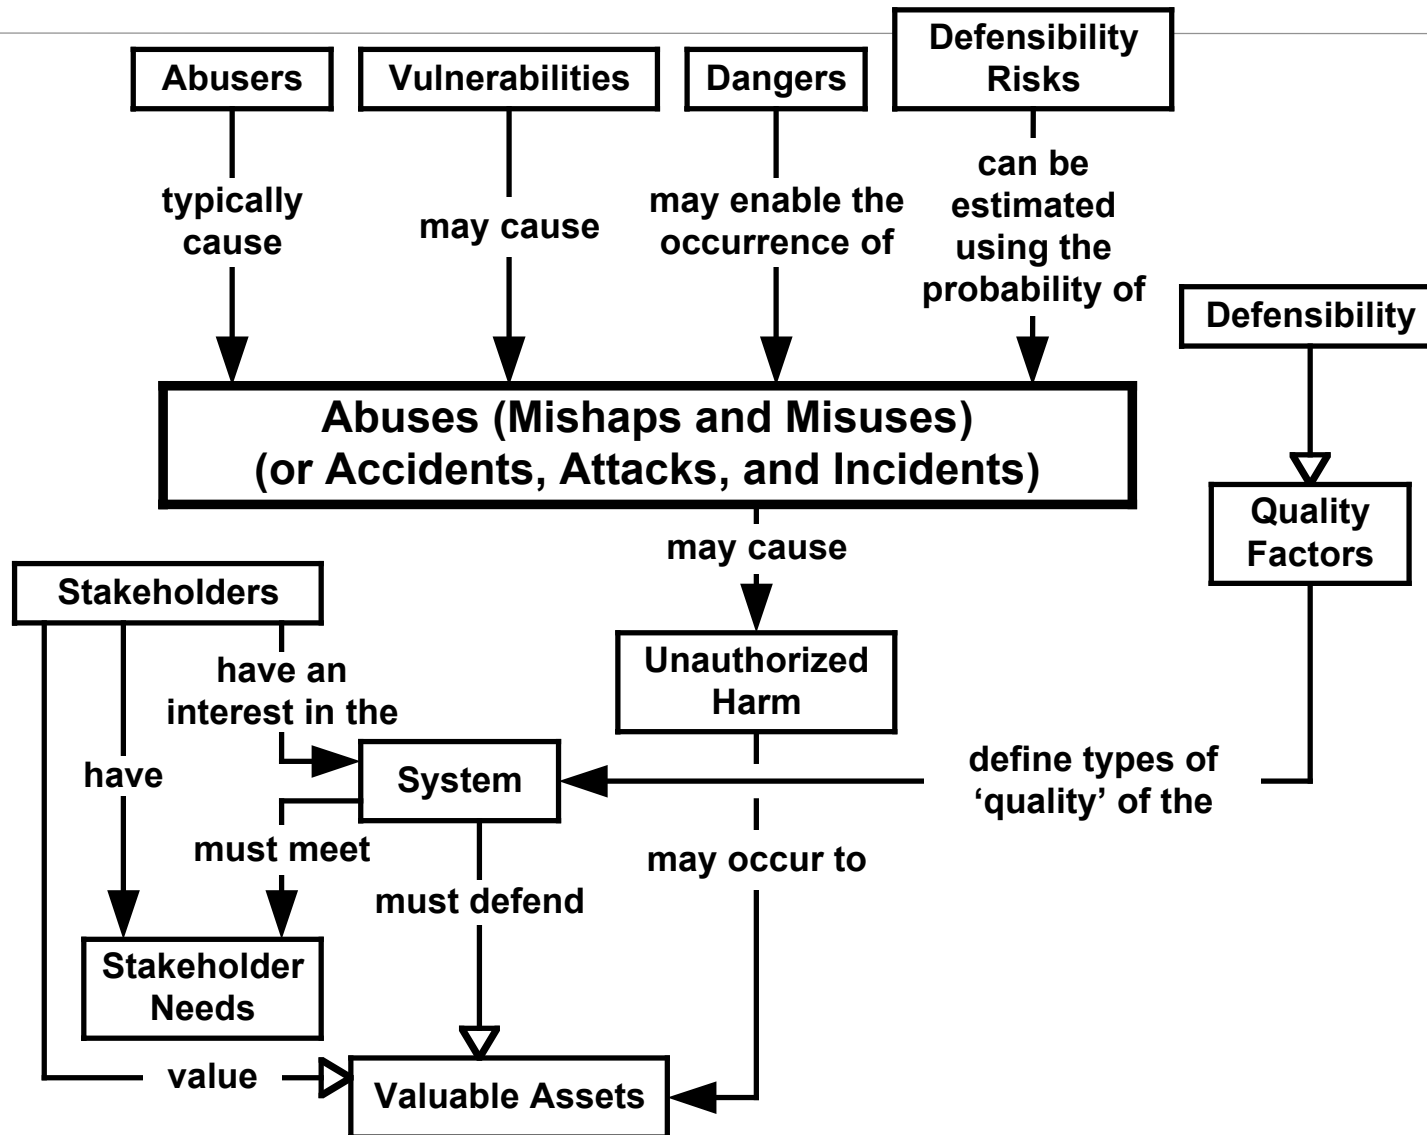 Abusers
Vulnerabilities
Dangers
Defensibility
Risks
typically
cause
may cause
may enable the
occurrence of
can be
estimated
using the
probability of
Defensibility
Abuses (Mishaps and Misuses)
(or Accidents, Attacks, and Incidents)
Quality
Factors
may cause
Stakeholders
Unauthorized
Harm
have an
interest in the
have
System
define types of
‘quality’ of the
must meet
may occur to
must defend
Stakeholder
Needs
value
Valuable Assets